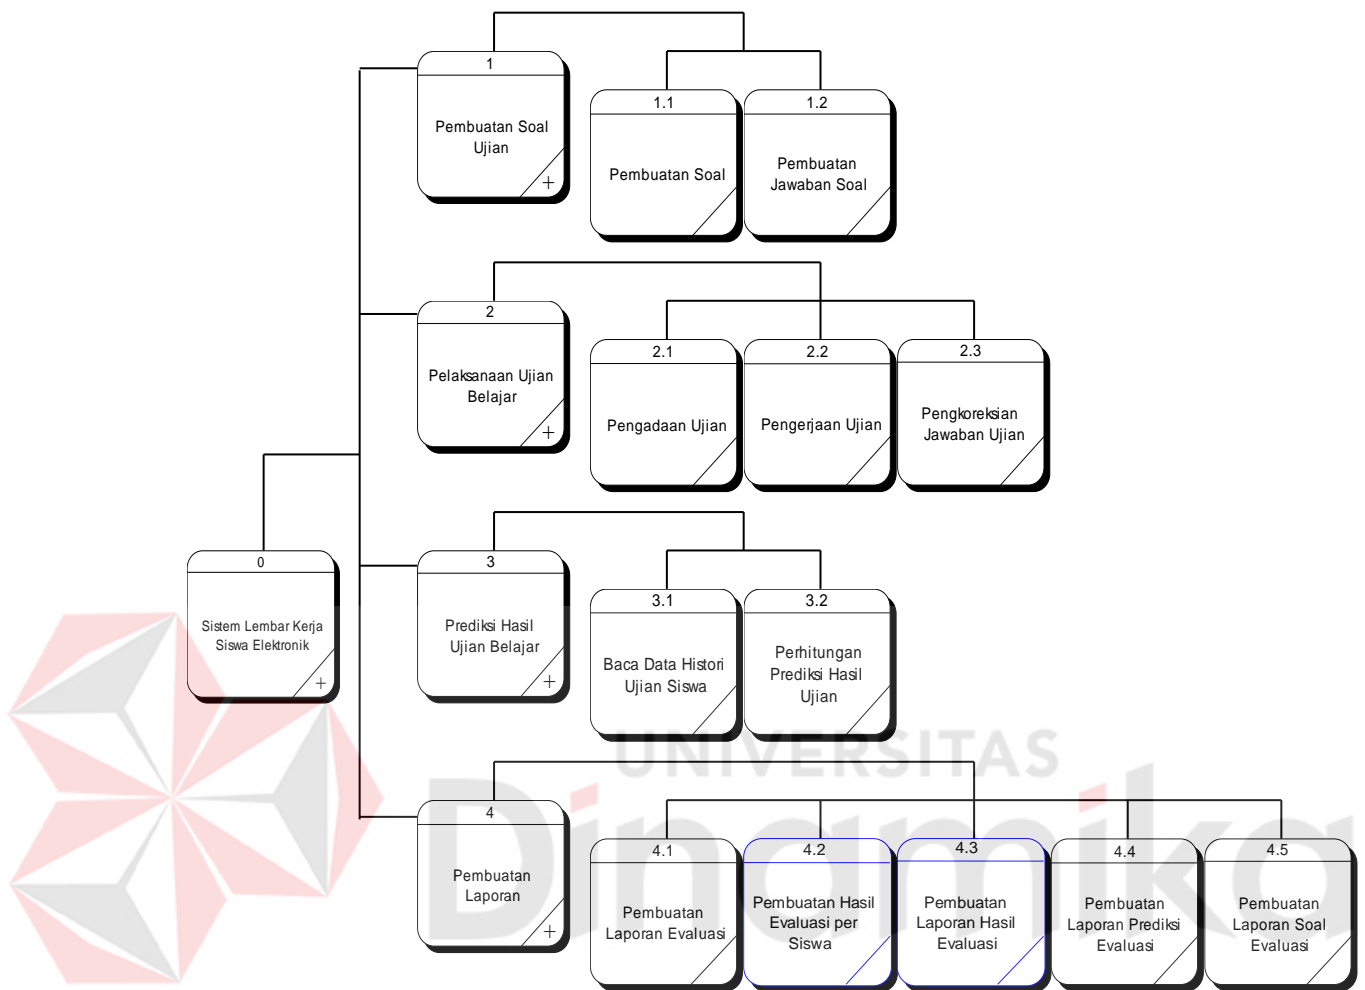 1
Pembuatan Soal
Ujian
+
1.1
Pembuatan Soal
1.2
Pembuatan
Jawaban Soal
2
Pelaksanaan Ujian
Belajar
+
2.1
Pengadaan Ujian
2.2
Pengerjaan Ujian
2.3
Pengkoreksian
Jawaban Ujian
0
Sistem Lembar Kerja
Siswa Elektronik
+
3
Prediksi Hasil
Ujian Belajar
+
3.1
Baca Data Histori
Ujian Siswa
3.2
Perhitungan
Prediksi Hasil
Ujian
UNIVERSITAS
Dinamika
4
Pembuatan
Laporan
+
4.1
Pembuatan
Laporan Evaluasi
4.2
Pembuatan Hasil
Evaluasi per
Siswa
4.3
Pembuatan
Laporan Hasil
Evaluasi
4.4
Pembuatan
Laporan Prediksi
Evaluasi
4.5
Pembuatan
Laporan Soal
Evaluasi